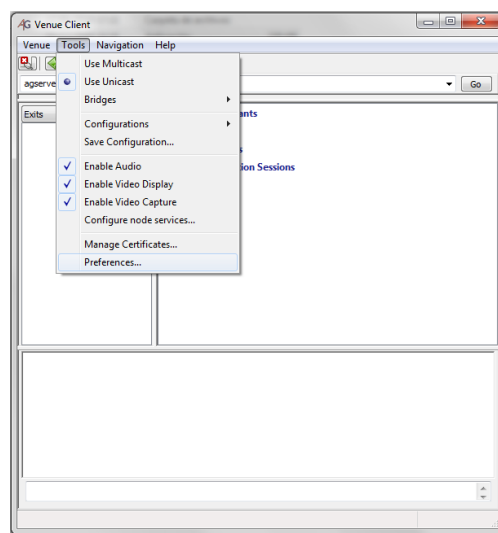 AG Venue Client
Venue Tools Navigation Help
Use Multicast
agserve
Use Unicast
Go
Bridges
Exits
Configurations
Save Configuration...
Enable Audio
Enable Video Display
Enable Video Capture
Configure node services...
Manage Certificates...
Preferences...
ants
s
ion Sessions